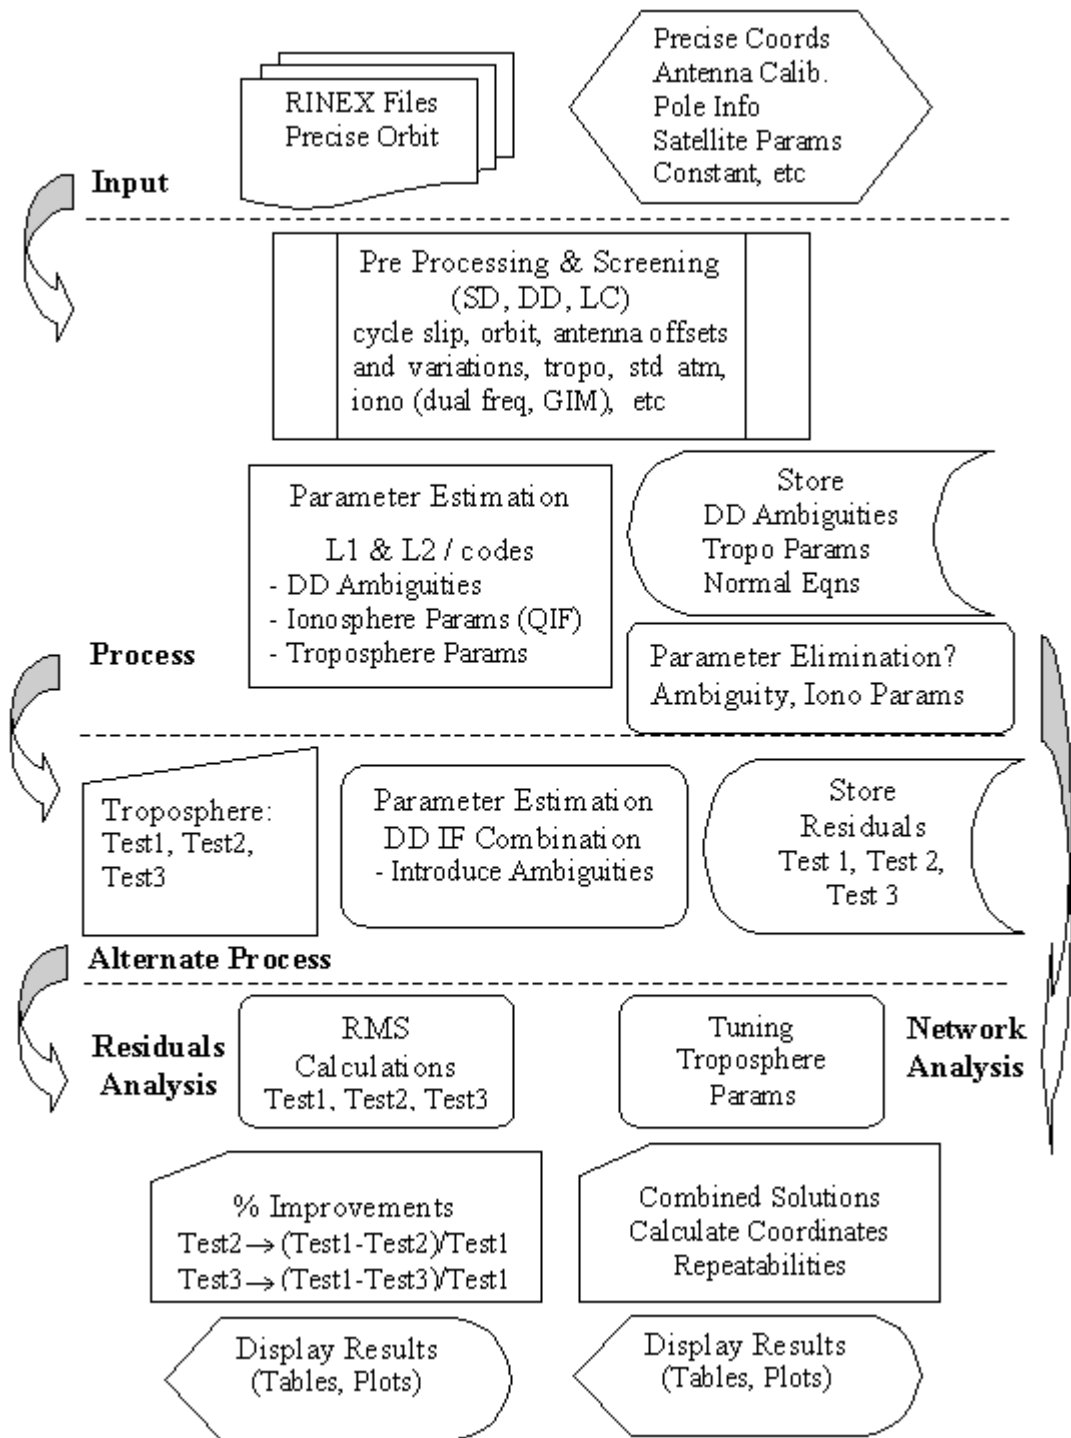 RINEX Files
Precise Orbit
Precise Coords
Antenna Calib.
Pole Info
Satellite Params
Constant, etc
Input
Pre Processing & Screening
(SD, DD, LC)
cycle slip, orbit, antenna offsets
and variations, tropo, std atm,
iono (dual freq, GIM), etc
Parameter Estimation
L1 & L2 / codes
- DD Ambiguities
- Ionosphere Params (QIF)
- Troposphere Params
Store
DD Ambiguities
Tropo Params
Normal Eqns
Process
Parameter Elimination?
Ambiguity, Iono Params
Troposphere:
Test1, Test2,
Test3
Parameter Estimation
DD IF Combination
- Introduce Ambiguities
Store
Residuals
Test 1, Test 2,
Test 3
Alternate Process
Residuals
Analysis
RMS
Calculations
Test1, Test2, Test3
Tuning
Troposphere
Params
Network
Analysis
% Improvements
Test2→(Test1-Test2)/Test1
Test3→(Test1-Test3)/Test1
Combined Solutions
Calculate Coordinates
Repeatabilities
Display Results
(Tables, Plots)
Display Results
(Tables, Plots)